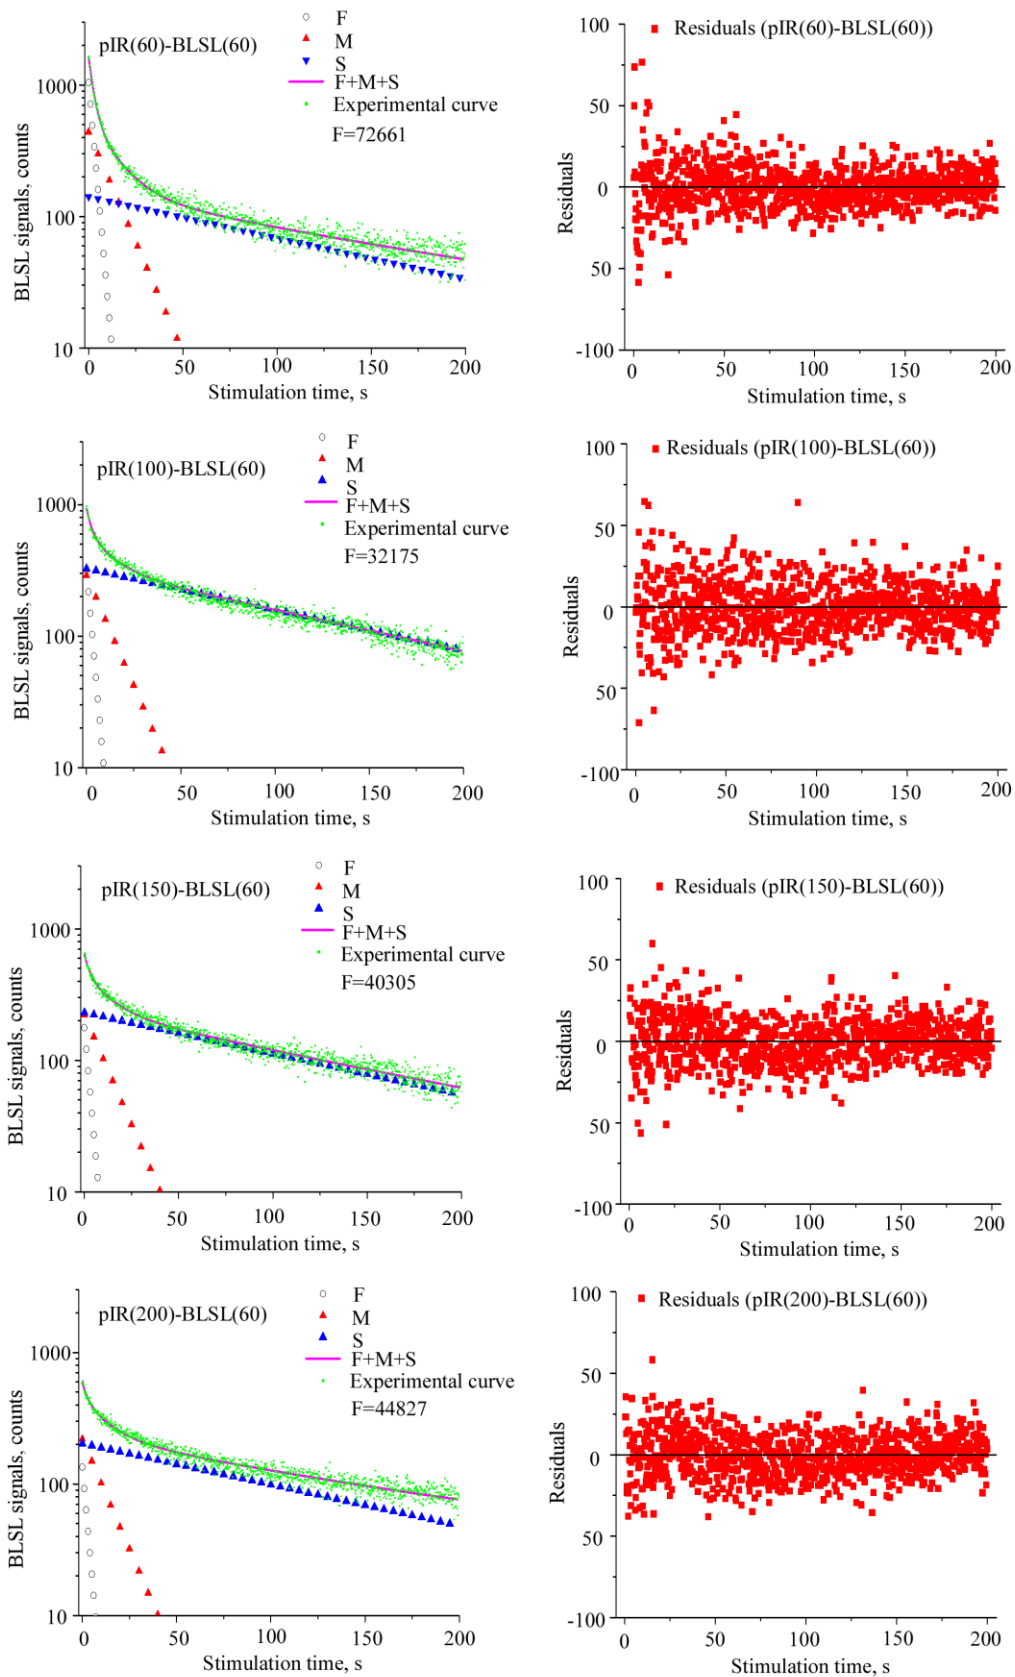 pIR(60)-BLSL(60)
F
M
S
F+M+S
Experimental curve
F=72661
1000
100
10
BLSL signals, counts
0 50 100 150 200
Stimulation time, s
Residuals (pIR(60)-BLSL(60))
100
50
0
50
-100
Residuals
0 50 100 150 200
Stimulation time, s
pIR(100)-BLSL(60)
F
M
S
F+M+S
Experimental curve
F=32175
1000
100
10
BLSL signals, counts
0 50 100 150 200
Stimulation time, s
Residuals (pIR(100)-BLSL(60))
100
50
0
50
-100
Residuals
0 50 100 150 200
Stimulation time, s
pIR(150)-BLSL(60)
F
M
S
F+M+S
Experimental curve
F=40305
1000
100
10
BLSL signals, counts
0 50 100 150 200
Stimulation time, s
Residuals (pIR(150)-BLSL(60))
100
50
0
50
-100
Residuals
0 50 100 150 200
Stimulation time, s
pIR(200)-BLSL(60)
F
M
S
F+M+S
Experimental curve
F=44827
1000
100
10
BLSL signals, counts
0 50 100 150 200
Stimulation time, s
Residuals (pIR(200)-BLSL(60))
100
50
0
50
-100
Residuals
0 50 100 150 200
Stimulation time, s